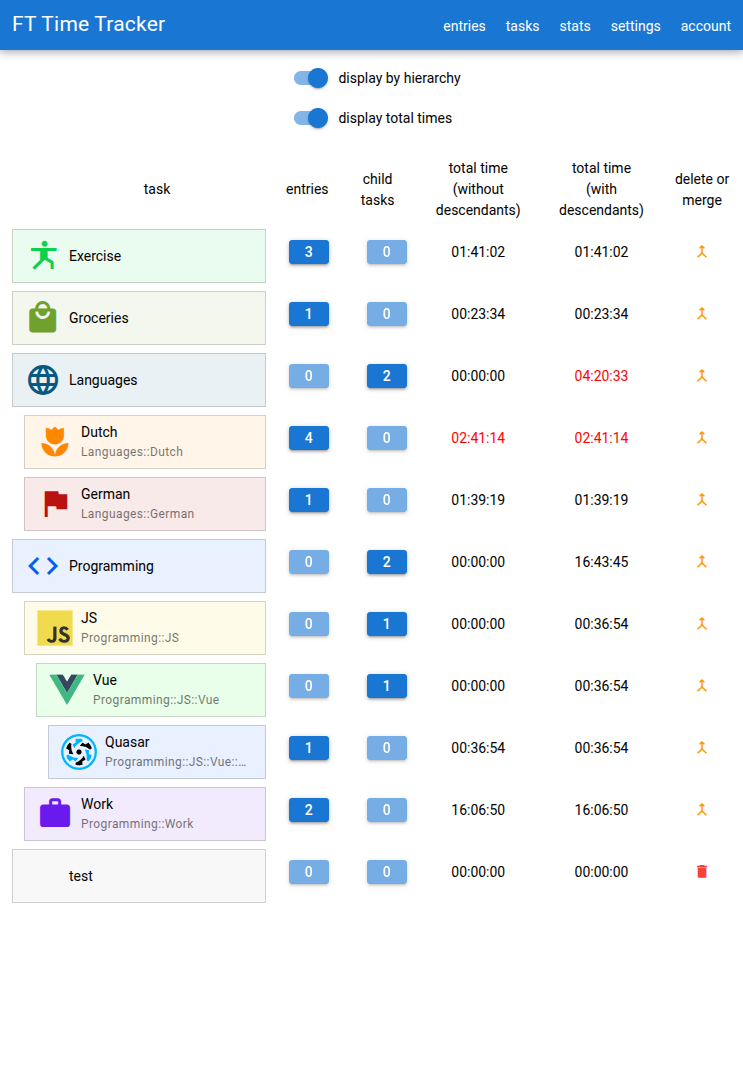 FT Time Tracker
entries tasks stats settings account
display by hierarchy
display total times
task entries child tasks total time (without descendants) total time (with descendants) delete or merge
Exercise 3 0 01:41:02 01:41:02
Groceries 1 0 00:23:34 00:23:34
Languages 0 2 00:00:00 04:20:33
Dutch 4 0 02:41:14 02:41:14
Languages::Dutch
German 1 0 01:39:19 01:39:19
Languages::German
Programming 0 2 00:00:00 16:43:45
JS JS 0 1 00:00:00 00:36:54
Programming::JS
Vue 0 1 00:00:00 00:36:54
Programming::JS::Vue
Quasar 1 0 00:36:54 00:36:54
Programming::JS::Vue::...
Work 2 0 16:06:50 16:06:50
Programming::Work
test 0 0 00:00:00 00:00:00